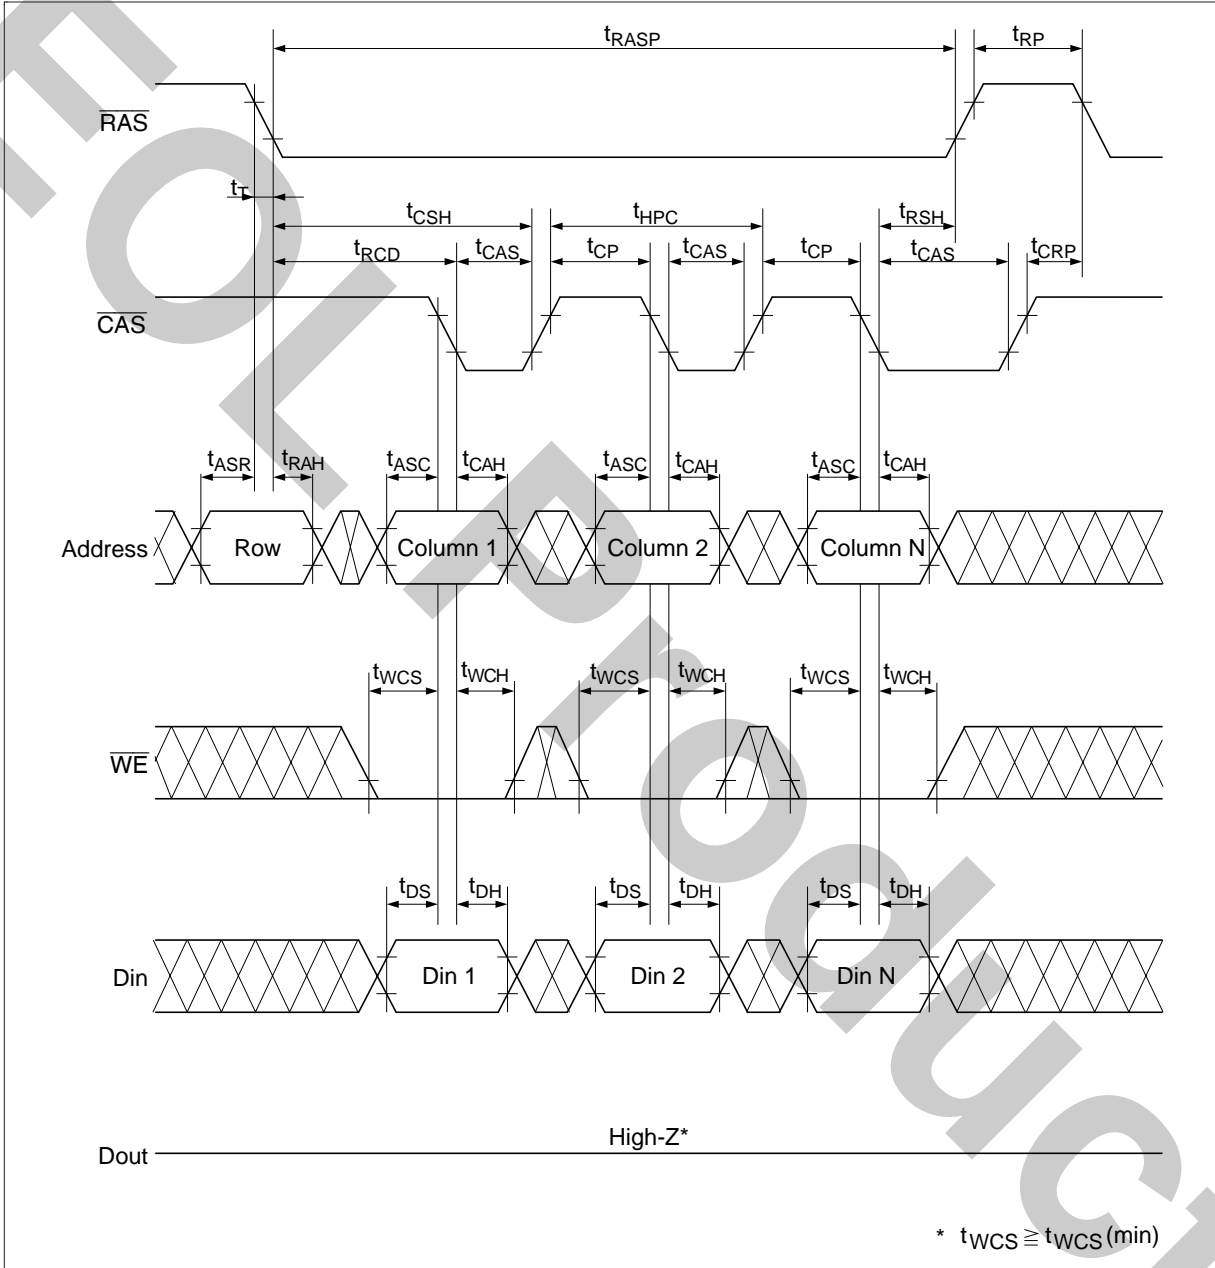 tRASP tRP
RAS
tT
tCSH tHPC tRSH
tRCD tCAS tCP tCAS tCP tCAS tCRP
CAS
tASR tRAH tASC tCAH tASC tCAH tASC tCAH
Address Row Column 1 Column 2 Column N
tWCS tWCH tWCS tWCH tWCS tWCH
WE
tDS tDH tDS tDH tDS tDH
Din Din 1 Din 2 Din N
High-Z*
Dout
* tWCS ≧ tWCS (min)
EOL Product